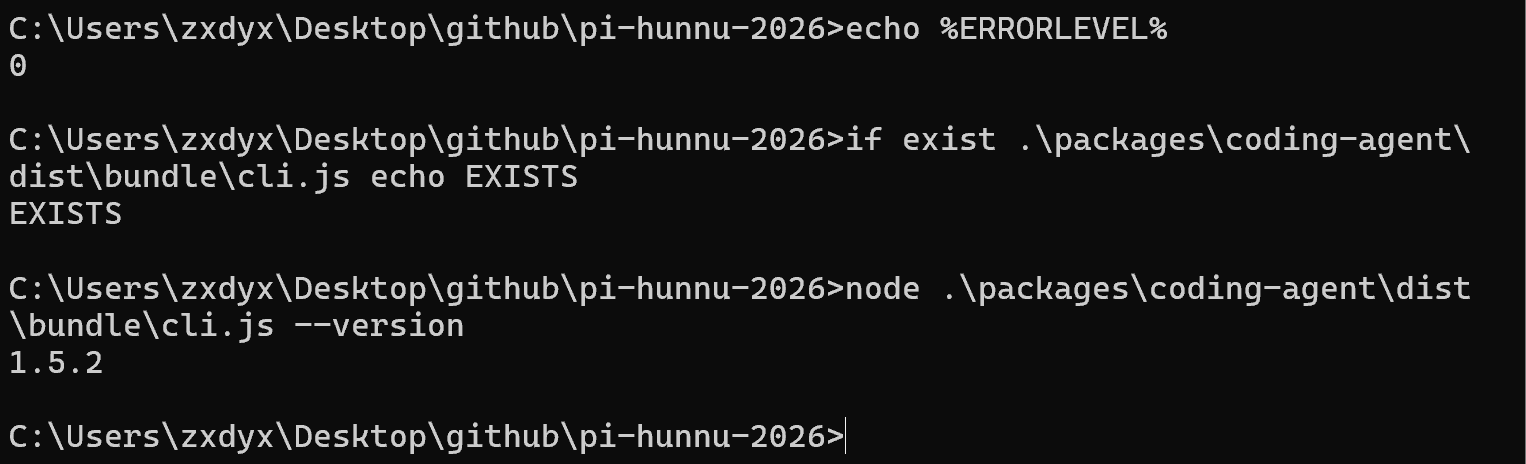 C:\Users\zxdyx\Desktop\github\pi-hunnu-2026>echo %ERRORLEVEL%
0
C:\Users\zxdyx\Desktop\github\pi-hunnu-2026>if exist .\packages\coding-agent\
dist\bundle\cli.js echo EXISTS
EXISTS
C:\Users\zxdyx\Desktop\github\pi-hunnu-2026>node .\packages\coding-agent\dist
\bundle\cli.js --version
1.5.2
C:\Users\zxdyx\Desktop\github\pi-hunnu-2026>